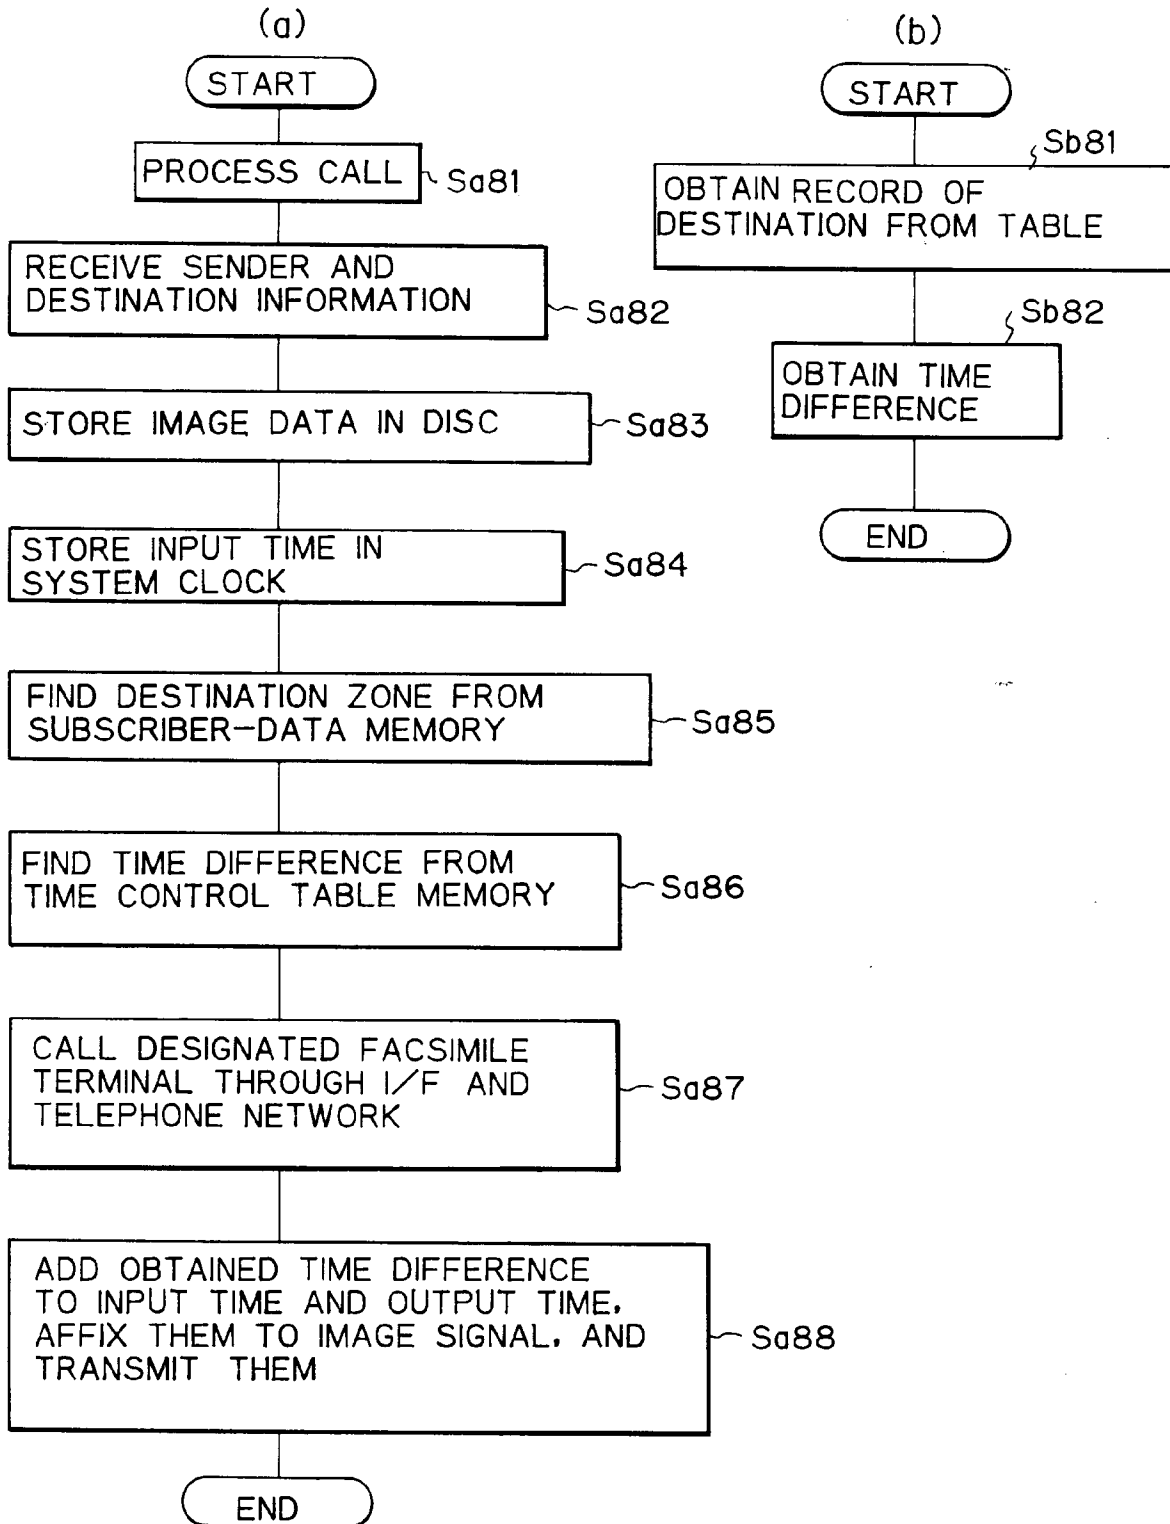 (a)
START
PROCESS CALL
Sa81
RECEIVE SENDER AND
DESTINATION INFORMATION
Sa82
STORE IMAGE DATA IN DISC
Sa83
STORE INPUT TIME IN
SYSTEM CLOCK
Sa84
FIND DESTINATION ZONE FROM
SUBSCRIBER-DATA MEMORY
Sa85
FIND TIME DIFFERENCE FROM
TIME CONTROL TABLE MEMORY
Sa86
CALL DESIGNATED FACSIMILE
TERMINAL THROUGH I/F AND
TELEPHONE NETWORK
Sa87
ADD OBTAINED TIME DIFFERENCE
TO INPUT TIME AND OUTPUT TIME.
AFFIX THEM TO IMAGE SIGNAL. AND
TRANSMIT THEM
Sa88
END
(b)
START
Sb81
OBTAIN RECORD OF
DESTINATION FROM TABLE
Sb82
OBTAIN TIME
DIFFERENCE
END